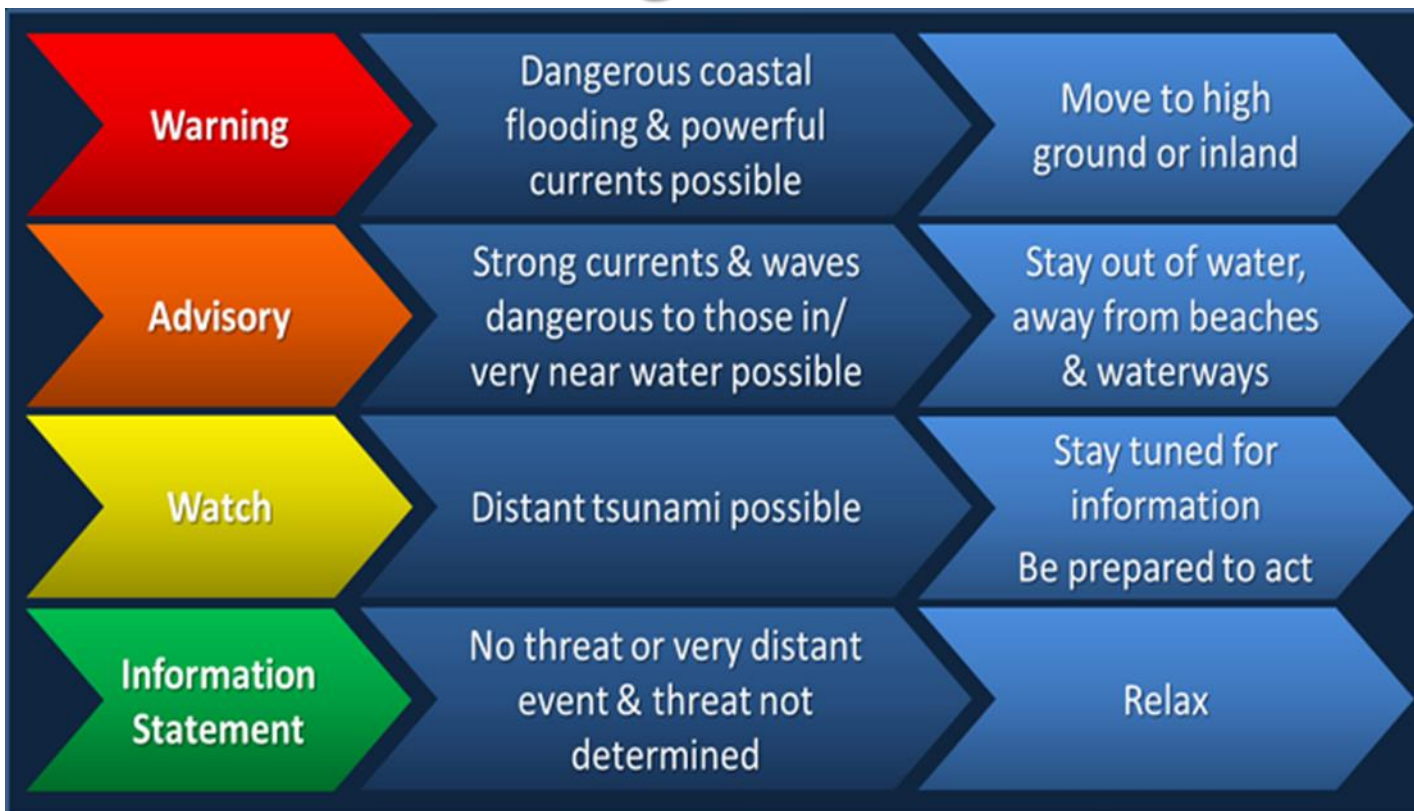 Warning
Dangerous coastal
flooding & powerful
currents possible
Move to high
ground or inland
Advisory
Strong currents & waves
dangerous to those in/
very near water possible
Stay out of water,
away from beaches
& waterways
Watch
Distant tsunami possible
Stay tuned for
information
Be prepared to act
Information
Statement
No threat or very distant
event & threat not
determined
Relax